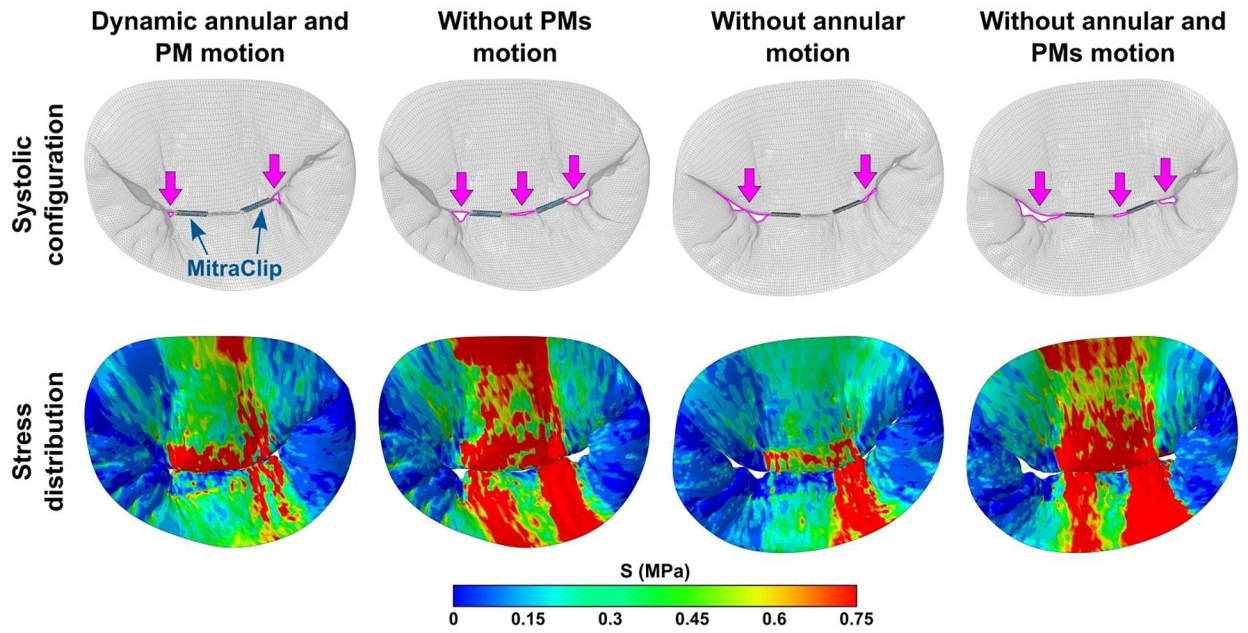 Dynamic annular and
PM motion
Without PMs
motion
Without annular
motion
Without annular and
PMs motion
Systolic
configuration
MitraClip
Stress
distribution
S (MPa)
0 0.15 0.3 0.45 0.6 0.75